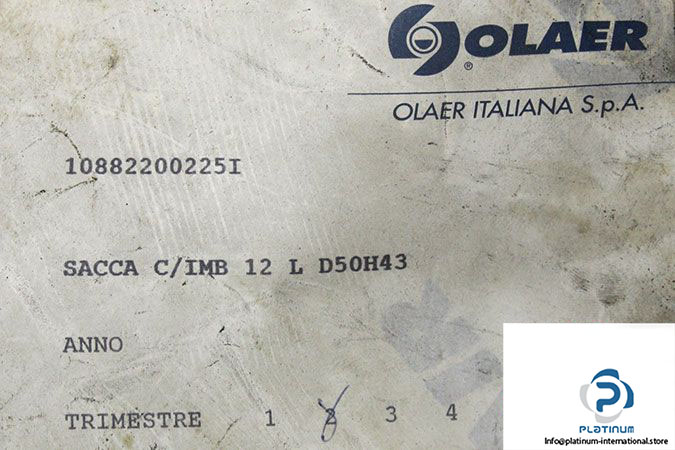 OLAER
®
OLAER ITALIANA S.p.A.
10882200225I
SACCA C/IMB 12 L D50H43
ANNO
TRIMESTRE 1 2 3 4
PLATINUM
Info@platinum-international.store